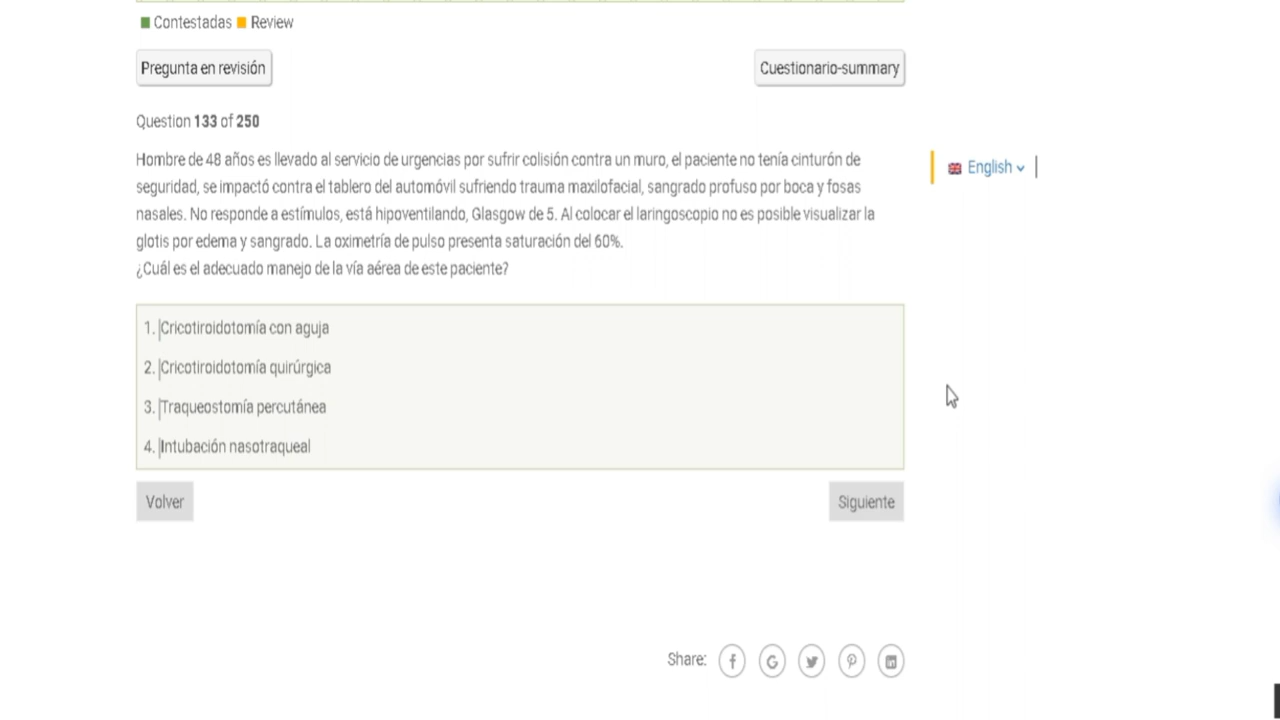 Contestadas Review
Pregunta en revisión
Cuestionario-summary
Question 133 of 250
Hombre de 48 años es llevado al servicio de urgencias por sufrir colisión contra un muro, el paciente no tenía cinturón de
seguridad, se impactó contra el tablero del automóvil sufriendo trauma maxilofacial, sangrado profuso por boca y fosas
nasales. No responde a estímulos, está hipoventilando, Glasgow de 5. Al colocar el laringoscopio no es posible visualizar la
glotis por edema y sangrado. La oximetría de pulso presenta saturación del 60%.
¿Cuál es el adecuado manejo de la vía aérea de este paciente?
English
1. Cricotiroidotomía con aguja
2. Cricotiroidotomía quirúrgica
3. Traqueostomía percutánea
4. Intubación nasotraqueal
Volver
Siguiente
Share: